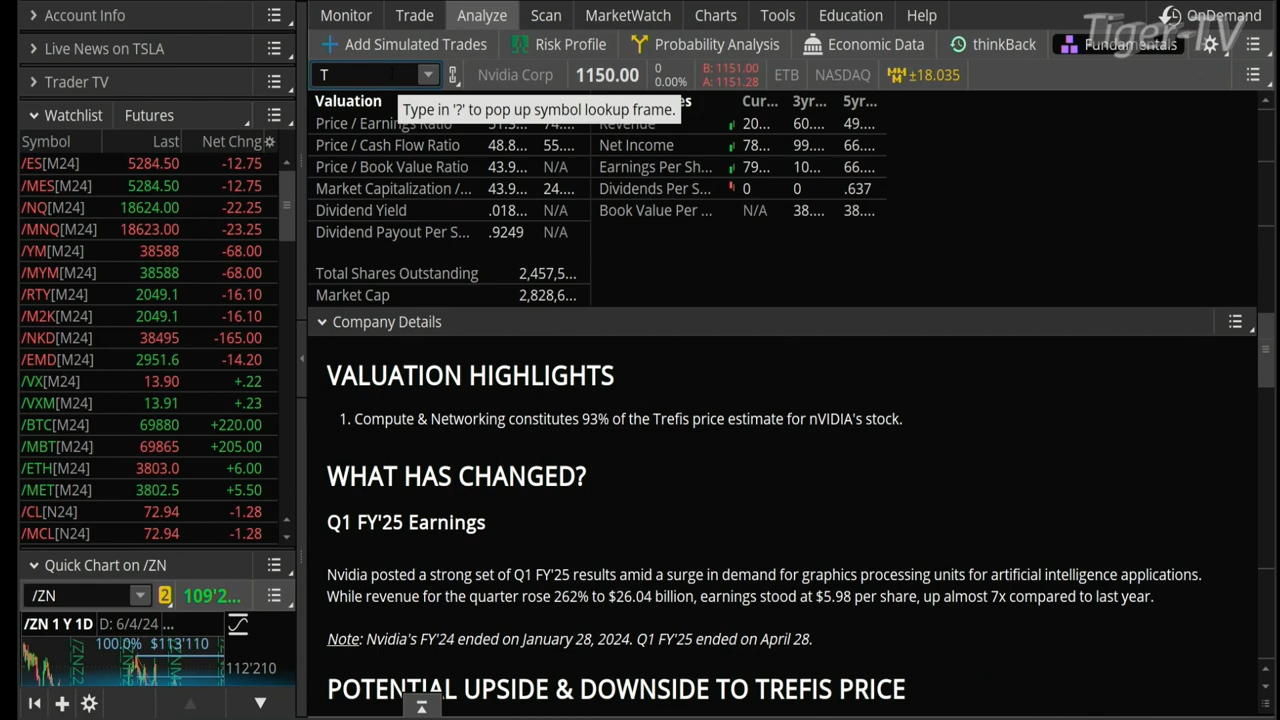 Account Info
Live News on TSLA
Trader TV
Watchlist Futures
Symbol Last Net Chng
/ES[M24] 5284.50 -12.75
/MES[M24] 5284.50 -12.75
/NQ[M24] 18624.00 -22.25
/MNQ[M24] 18623.00 -23.25
/YM[M24] 38588 -68.00
/MYM[M24] 38588 -68.00
/RTY[M24] 2049.1 -16.10
/M2K[M24] 2049.1 -16.10
/NKD[M24] 38495 -165.00
/EMD[M24] 2951.6 -14.20
/VX[M24] 13.90 +.22
/VXM[M24] 13.91 +.23
/BTC[M24] 69880 +220.00
/MBT[M24] 69865 +205.00
/ETH[M24] 3803.0 +6.00
/MET[M24] 3802.5 +5.50
/CL[N24] 72.94 -1.28
/MCL[N24] 72.94 -1.28
Quick Chart on /ZN
/ZN 2 109'2...
/ZN 1 Y 1D D: 6/4/24 ...
100.0% $113'110
112'210
Monitor Trade Analyze Scan MarketWatch Charts Tools Education Help OnDemand
Tiger-TV
Add Simulated Trades Risk Profile Probability Analysis Economic Data thinkBack Fundamentals
T Nvidia Corp 1150.00 0 0.00% B: 1151.00 A: 1151.28 ETB NASDAQ ±18.035
Type in '?' to pop up symbol lookup frame.
Valuation Cur... 3yr... 5yr...
Price / Earnings Ratio Revenue 20... 60.... 49....
Price / Cash Flow Ratio 48.8... 55.... Net Income 78... 99.... 66....
Price / Book Value Ratio 43.9... N/A Earnings Per Sh... 79... 10... 66....
Market Capitalization /... 43.9... 24.... Dividends Per S... 0 0 .637
Dividend Yield .018... N/A Book Value Per ... N/A 38.... 38....
Dividend Payout Per S... .9249 N/A
Total Shares Outstanding 2,457,5...
Market Cap 2,828,6...
Company Details
VALUATION HIGHLIGHTS
1. Compute & Networking constitutes 93% of the Trefis price estimate for nVIDIA's stock.
WHAT HAS CHANGED?
Q1 FY'25 Earnings
Nvidia posted a strong set of Q1 FY'25 results amid a surge in demand for graphics processing units for artificial intelligence applications.
While revenue for the quarter rose 262% to $26.04 billion, earnings stood at $5.98 per share, up almost 7x compared to last year.
Note: Nvidia's FY'24 ended on January 28, 2024. Q1 FY'25 ended on April 28.
POTENTIAL UPSIDE & DOWNSIDE TO TREFIS PRICE